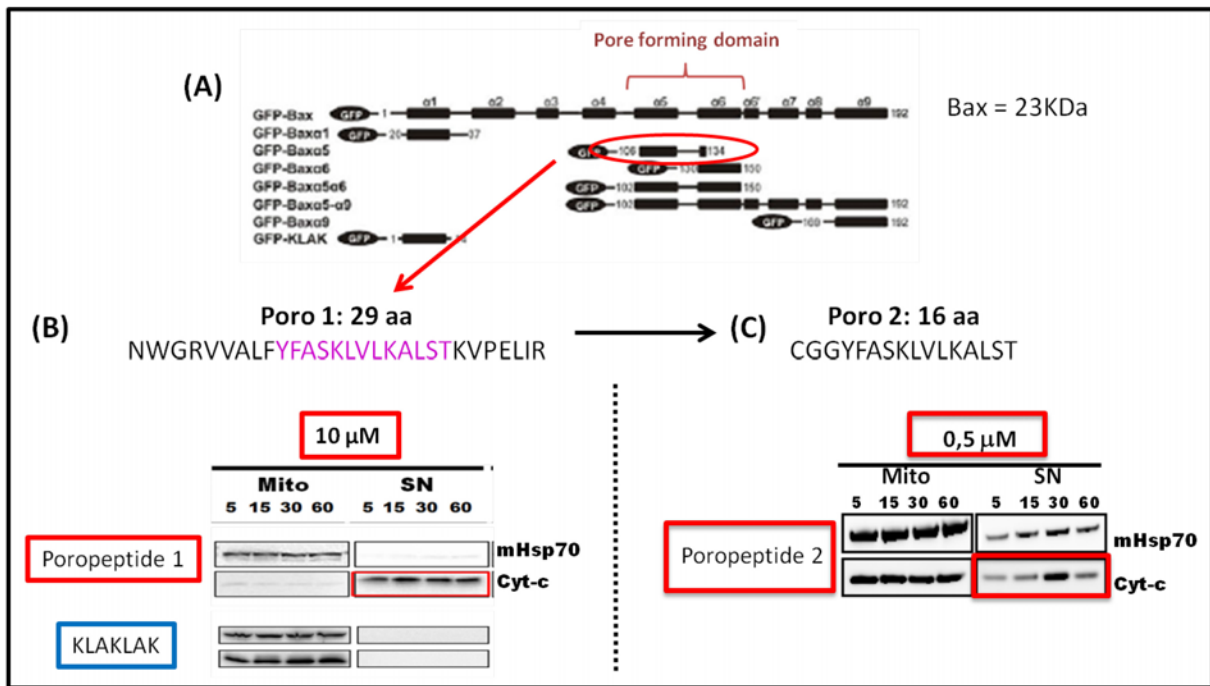 Pore forming domain
(A)
α1 α2 α3 α4 α5 α6 α6' α7 α8 α9
GFP-Bax GFP 1 192
Bax = 23KDa
GFP-Baxα1 GFP 20 37
GFP-Baxα5 106 134
GFP-Baxα6 GFP 130 150
GFP-Baxα5α6 GFP 102 150
GFP-Baxα5-α9 GFP 102 192
GFP-Baxα9 GFP 192
GFP-KLAK GFP 1
(B)
Poro 1: 29 aa
NWGRVVALFYFASKLVLKALSTKVPELIR
(C)
Poro 2: 16 aa
CGGYFASKLVLKALST
10 µM
Mito SN
5 15 30 60 5 15 30 60
Poropeptide 1
mHsp70
Cyt-c
KLAKLAK
0,5 µM
Mito SN
5 15 30 60 5 15 30 60
Poropeptide 2
mHsp70
Cyt-c